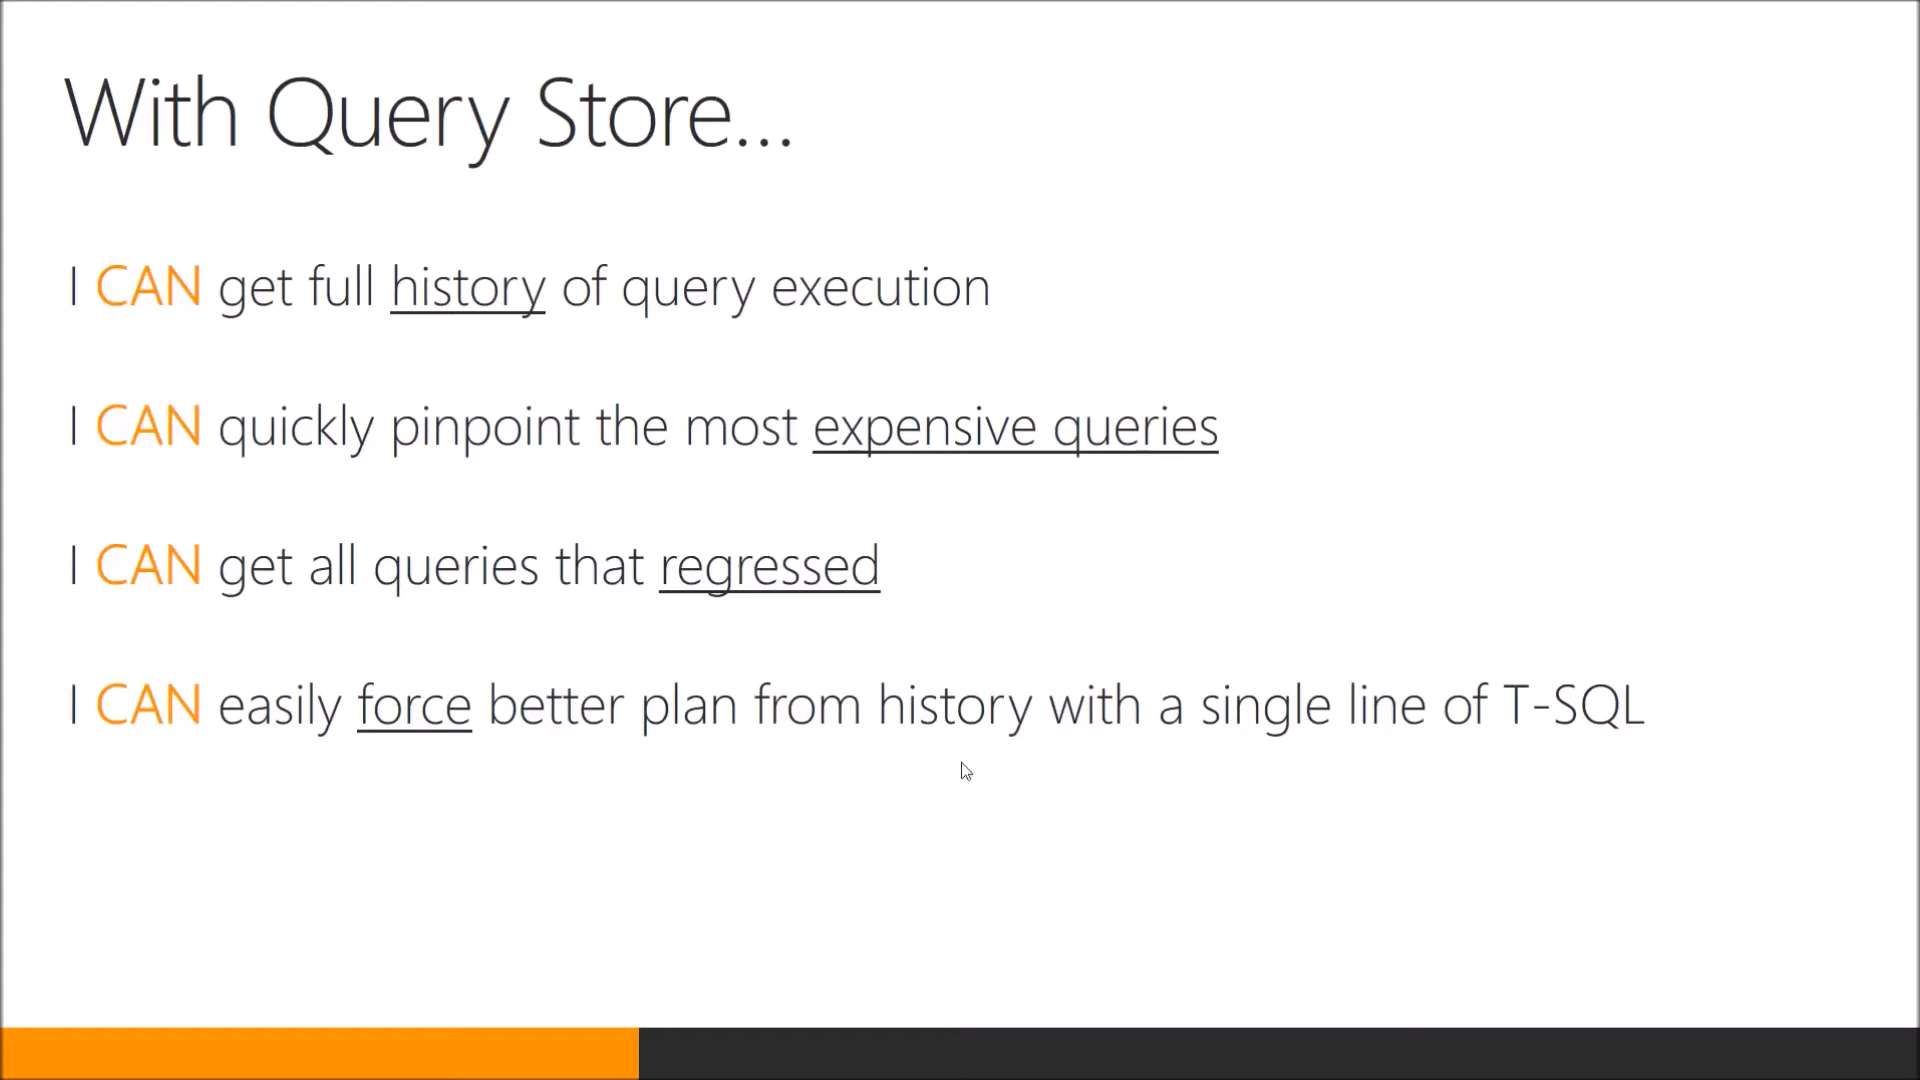 With Query Store...
I CAN get full history of query execution
I CAN quickly pinpoint the most expensive queries
I CAN get all queries that regressed
I CAN easily force better plan from history with a single line of T-SQL